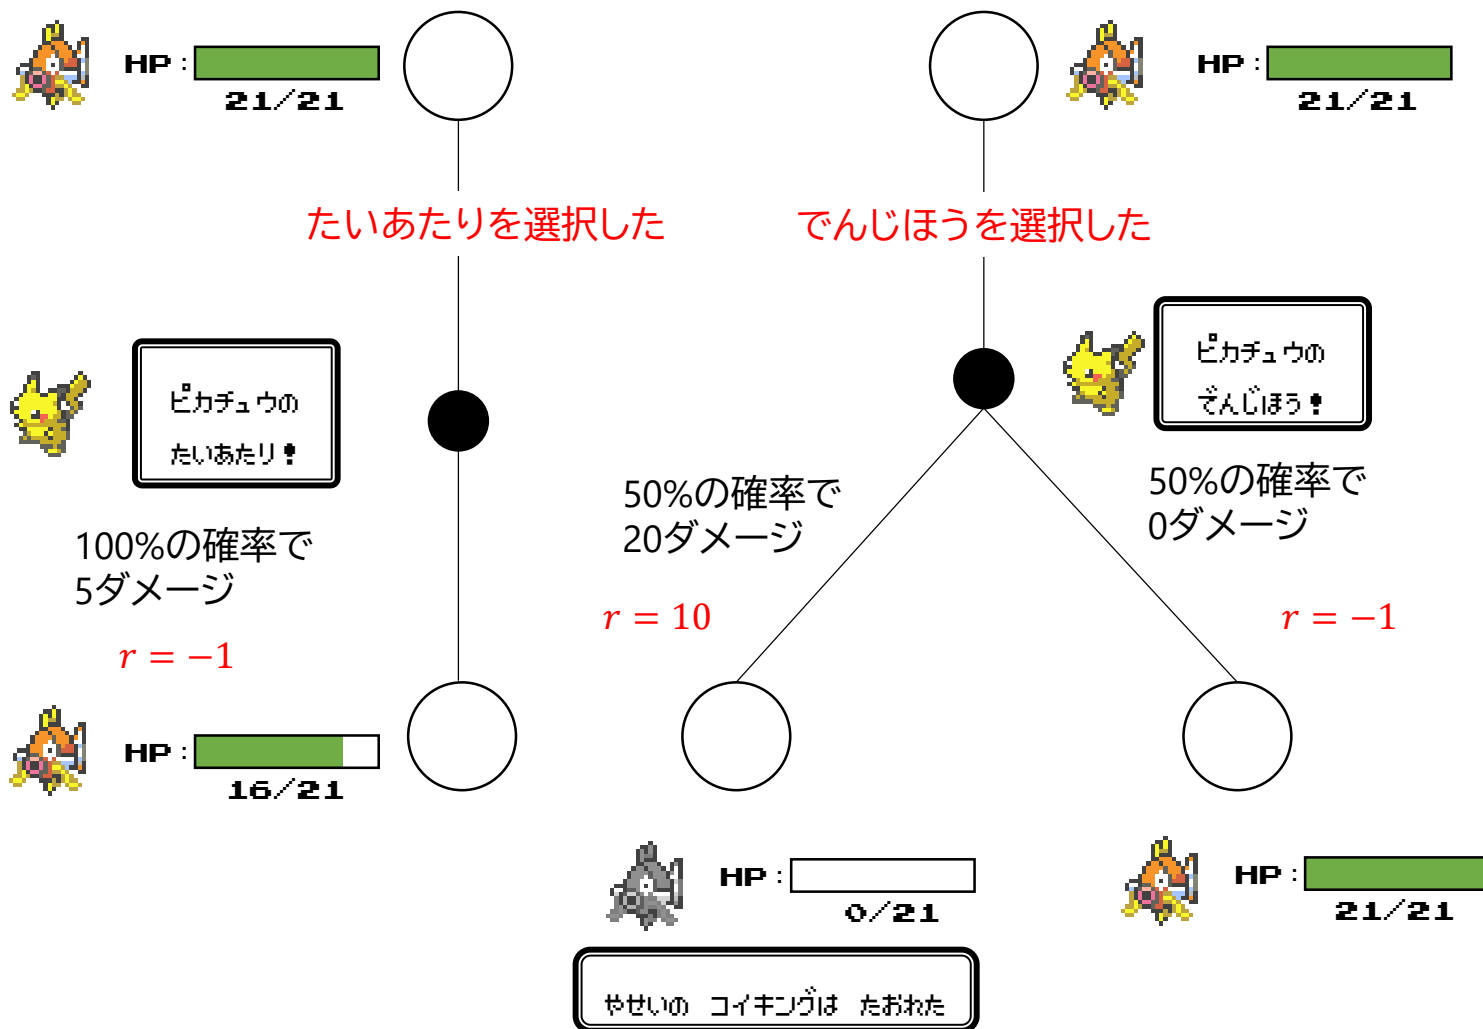 HP :
21/21
HP :
21/21
たいあたりを選択した
でんじほうを選択した
ピカチュウの
たいあたり!
ピカチュウの
でんじほう!
100%の確率で
5ダメージ
r = −1
50%の確率で
20ダメージ
r = 10
50%の確率で
0ダメージ
r = −1
HP :
16/21
HP :
0/21
HP :
21/21
やせいの コイキングは たおれた